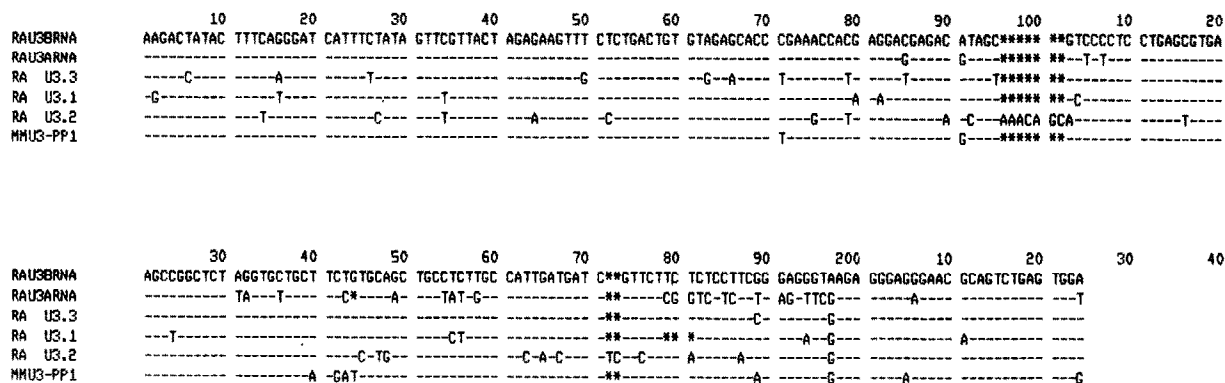 10 20 30 40 50 60 70 80 90 100 10 20
RAU3BRNA AAGACTATAC TTTCAGGGAT CATTTCTATA GTTCGTTACT AGAGAAGTTT CTCTGACTGT GTAGAGCACC CGAAACCACG AGGACGAGAC ATAGC***** **GTCCCCTC CTGAGCGTGA
RAU3ARNA ---------- ---------- ---------- ---------- ---------- ---------- ---------- ---------- ----G----- G----***** **--T-T--- ----------
RA U3.3 -----C---- -----A---- -----T---- ---------- ---------G ---------- --G--A---- T-------T- ----T----- ----T***** **-------- ----------
RA U3.1 -G-------- -----T---- ---------- ---T------ ---------- ---------- ---------- ---------A -A-------- -----***** **-C------ ----------
RA U3.2 ---------- ---T------ ------C--- ---T------ ---A------ -C-------- ---------- ----G---T- ---------A -C---AAACA GCA------- -----T----
MMU3-PP1 ---------- ---------- ---------- ---------- ---------- ---------- ---------- T--------- ---------- G----***** **-------- ----------
30 40 50 60 70 80 90 200 10 20 30 40
RAU3BRNA AGCCGGCTCT AGGTGCTGCT TCTGTGCAGC TGCCTCTTGC CATTGATGAT C**GTTCTTC TCTCCTTCGG GAGGGTAAGA GGGAGGGAAC GCAGTCTGAG TGGA
RAU3ARNA ---------- TA---T---- --C*----A- ---TAT-G-- ---------- -**-----CG GTC-TC--T- AG-TTCG--- -----A---- ---------- ---T
RA U3.3 ---------- ---------- ---------- ---------- ---------- -**------- --------C- ------G--- ---------- ---------- ----
RA U3.1 ---T------ ---------- ---------- ----CT---- ---------- -**-----** *--------- ---A--G--- ---------- A--------- ----
RA U3.2 ---------- ---------- ----C-TG-- ---------- --C-A-C--- -TC--C---- A-----A--- ------G--- ---------- ---------- ----
MMU3-PP1 ---------- ---------A -GAT------ ---------- ---------- -**------- --------A- ------G--- ----A----- ---------- ---G